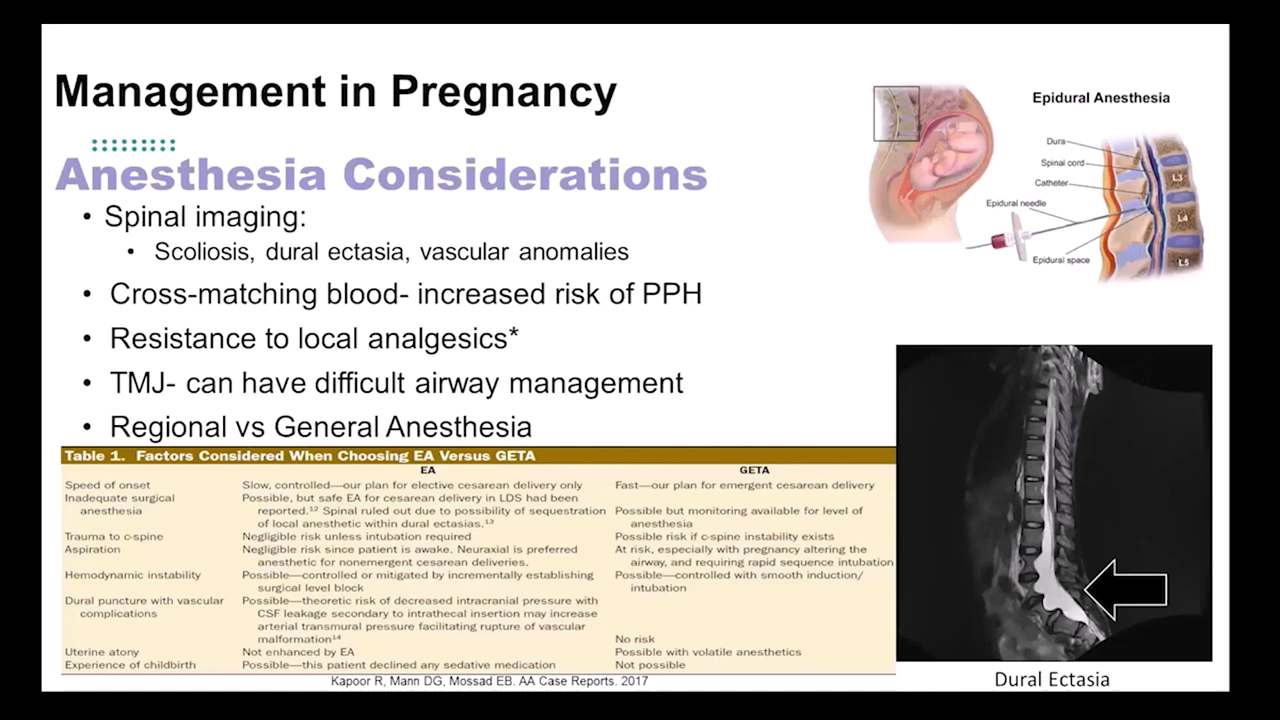 Management in Pregnancy
Anesthesia Considerations
• Spinal imaging:
• Scoliosis, dural ectasia, vascular anomalies
• Cross-matching blood- increased risk of PPH
• Resistance to local analgesics*
• TMJ- can have difficult airway management
• Regional vs General Anesthesia
Epidural Anesthesia
Dura
Spinal cord
Catheter
Epidural needle
Epidural space
L3
L4
L5
Table 1. Factors Considered When Choosing EA Versus GETA
EA GETA
Speed of onset Slow, controlled—our plan for elective cesarean delivery only Fast—our plan for emergent cesarean delivery
Inadequate surgical Possible, but safe EA for cesarean delivery in LDS had been
anesthesia reported.¹² Spinal ruled out due to possibility of sequestration Possible but monitoring available for level of
of local anesthetic within dural ectasias.¹³ anesthesia
Trauma to c-spine Negligible risk unless intubation required Possible risk if c-spine instability exists
Aspiration Negligible risk since patient is awake. Neuraxial is preferred At risk, especially with pregnancy altering the
anesthetic for nonemergent cesarean deliveries. airway, and requiring rapid sequence intubation
Hemodynamic instability Possible—controlled or mitigated by incrementally establishing Possible—controlled with smooth induction/
surgical level block intubation
Dural puncture with vascular Possible—theoretic risk of decreased intracranial pressure with
complications CSF leakage secondary to intrathecal insertion may increase
arterial transmural pressure facilitating rupture of vascular
malformation¹⁴ No risk
Uterine atony Not enhanced by EA Possible with volatile anesthetics
Experience of childbirth Possible—this patient declined any sedative medication Not possible
Kapoor R, Mann DG, Mossad EB. AA Case Reports. 2017
Dural Ectasia